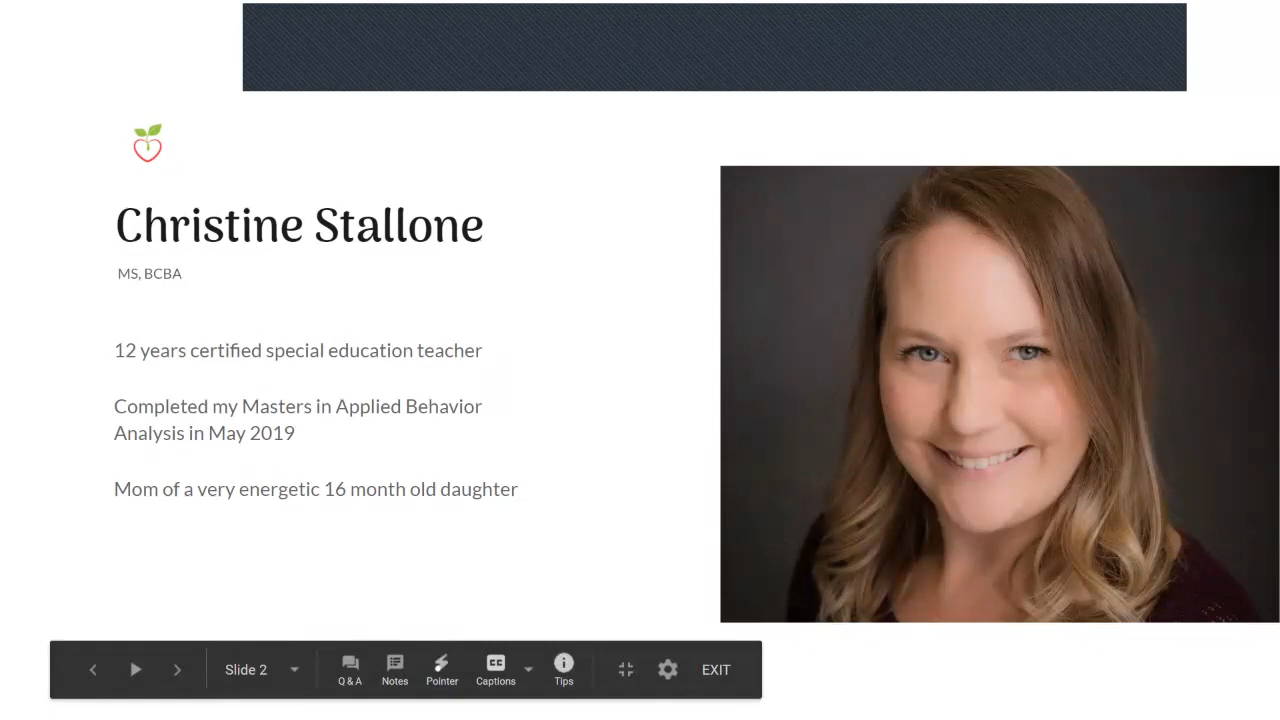 Christine Stallone
MS, BCBA
12 years certified special education teacher
Completed my Masters in Applied Behavior
Analysis in May 2019
Mom of a very energetic 16 month old daughter
Slide 2
Q & A
Notes
Pointer
CC
Captions
Tips
EXIT